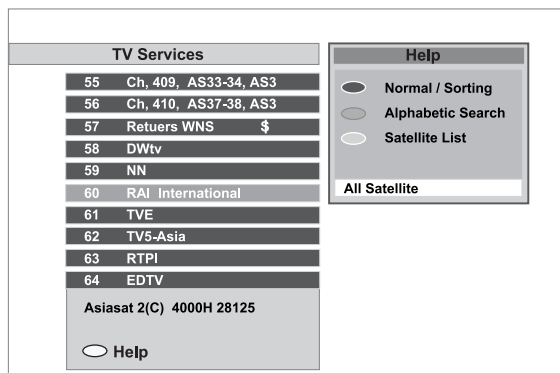 TV Services
55 Ch, 409, AS33-34, AS3
56 Ch, 410, AS37-38, AS3
57 Retuers WNS $
58 DWtv
59 NN
60 RAI International
61 TVE
62 TV5-Asia
63 RTPI
64 EDTV
Asiasat 2(C) 4000H 28125
Help
Help
Normal / Sorting
Alphabetic Search
Satellite List
All Satellite